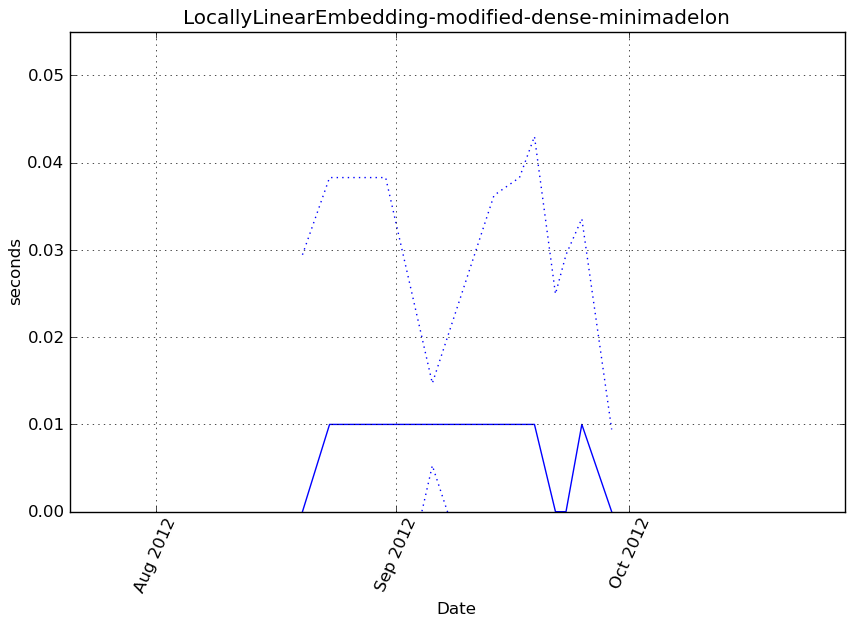 LocallyLinearEmbedding-modified-dense-minimadelon
0.05
0.04
0.03
0.02
0.01
0.00
seconds
Aug 2012
Sep 2012
Oct 2012
Date